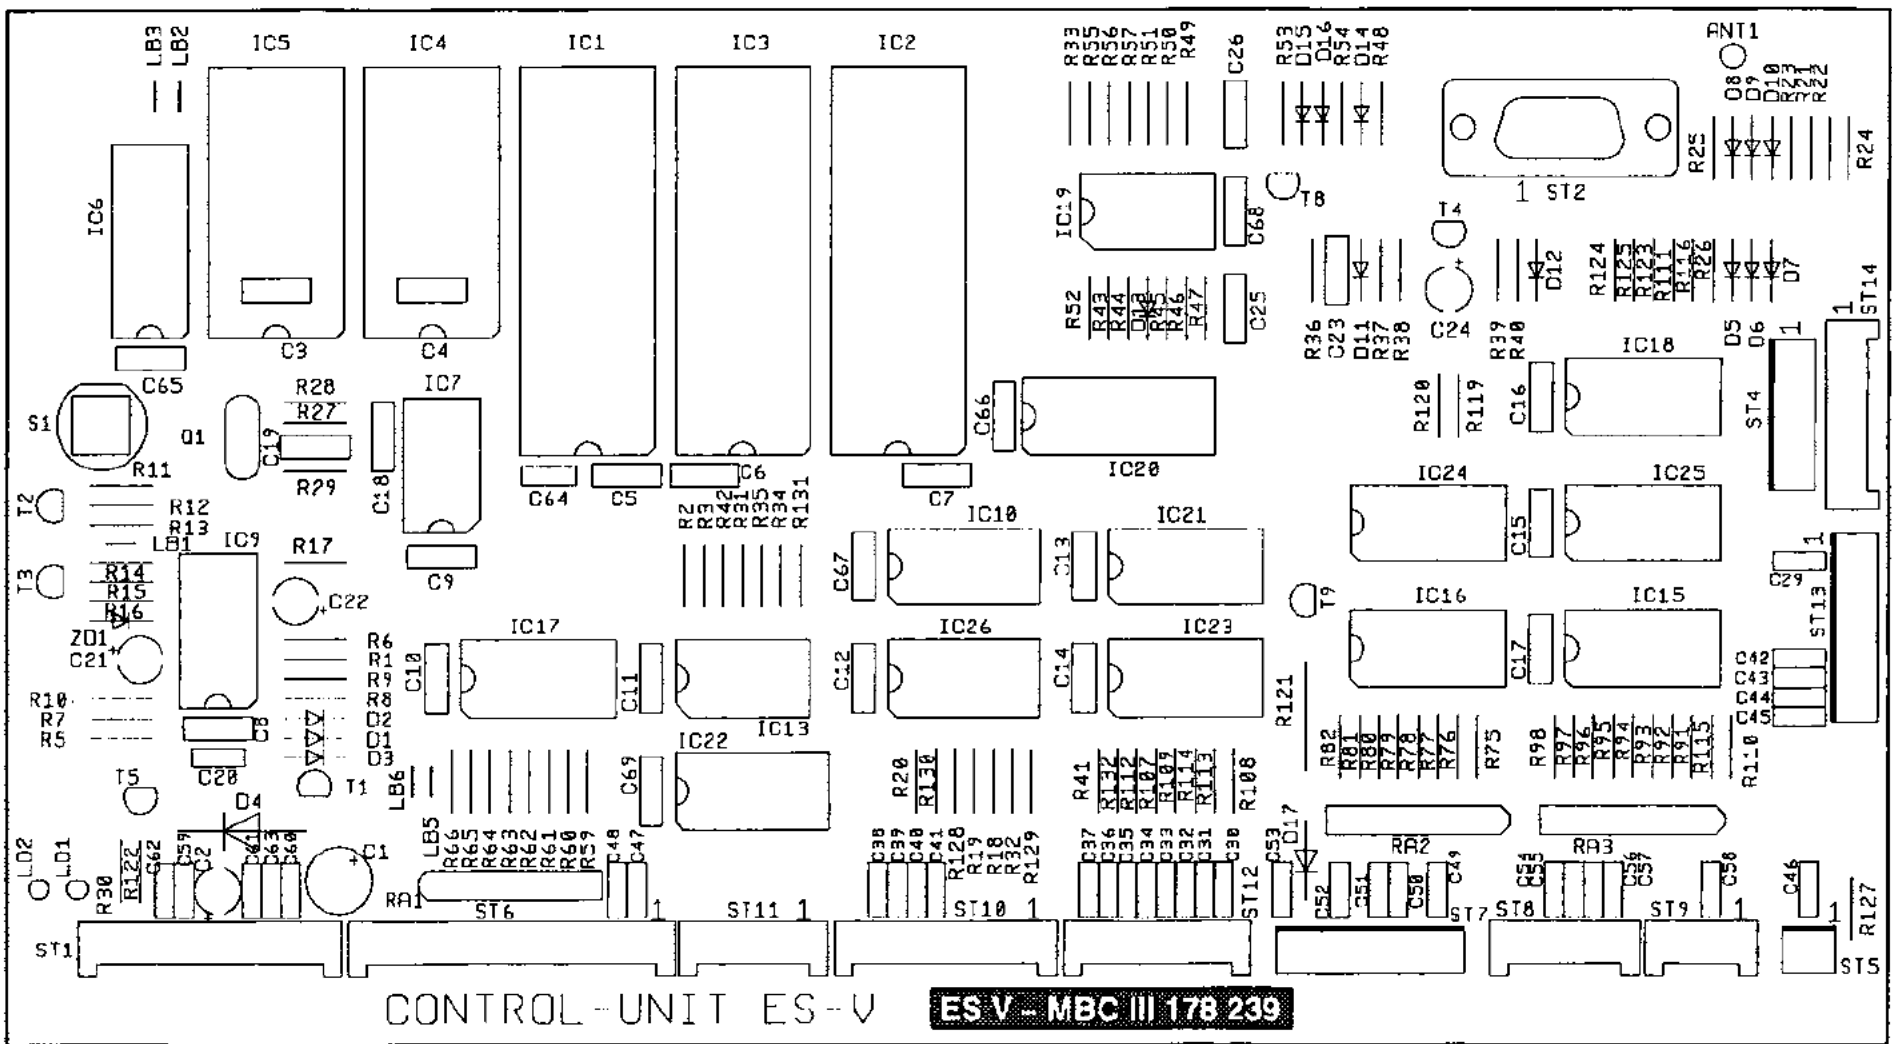 LB3
LB2
IC5
IC4
IC1
IC3
IC2
R33
R55
R56
R57
R51
R50
R49
C26
R53
D15
D16
R54
D14
R48
ANT1
D8
D9
D10
R23
R21
R22
R25
R24
1 ST2
IC6
IC19
C68
T8
T4
R52
R43
R44
D13
R45
R46
R47
C25
R36
C23
D11
R37
R38
C24
R39
R40
D12
R124
R125
R123
R111
R116
R26
D7
D5
D6
1
1
ST14
C3
C4
C65
R28
R27
IC7
C66
IC20
R120
R119
C16
IC18
ST4
S1
Q1
C19
R29
C18
R11
C64
C5
C6
C7
T2
R12
R13
LB1
IC9
R17
C9
R2
R3
R42
R31
R35
R34
R131
IC10
IC21
IC24
IC25
C15
C67
C13
T3
R14
R15
R16
C22
ZD1
C21
R6
R1
R9
R8
D2
D1
D3
R10
R7
R5
C8
C20
IC17
C10
C11
IC13
IC26
C12
IC23
C14
T9
IC16
IC15
C17
1
C29
ST13
C42
C43
C44
C45
R121
T5
D4
T1
LB6
LB5
IC22
C69
R20
R130
R41
R132
R112
R107
R109
R114
R113
R108
R82
R81
R80
R79
R78
R77
R76
R75
R98
R97
R96
R95
R94
R93
R92
R91
R115
R110
LD2
LD1
R30
R122
C62
C59
C2
C61
C63
C60
C1
R66
R65
R64
R63
R62
R61
R60
R59
C48
C47
C38
C39
C40
C41
R128
R19
R18
R32
R129
C37
C36
C35
C34
C33
C32
C31
C30
C53
D17
RA2
RA3
C52
C51
C50
C49
C54
C55
C56
C57
C58
C46
R127
RA1
ST1
ST6
1
ST11
1
ST10
1
ST12
ST7
ST8
ST9
1
1
ST5
CONTROL-UNIT ES-V
ES V - MBC III 178 239